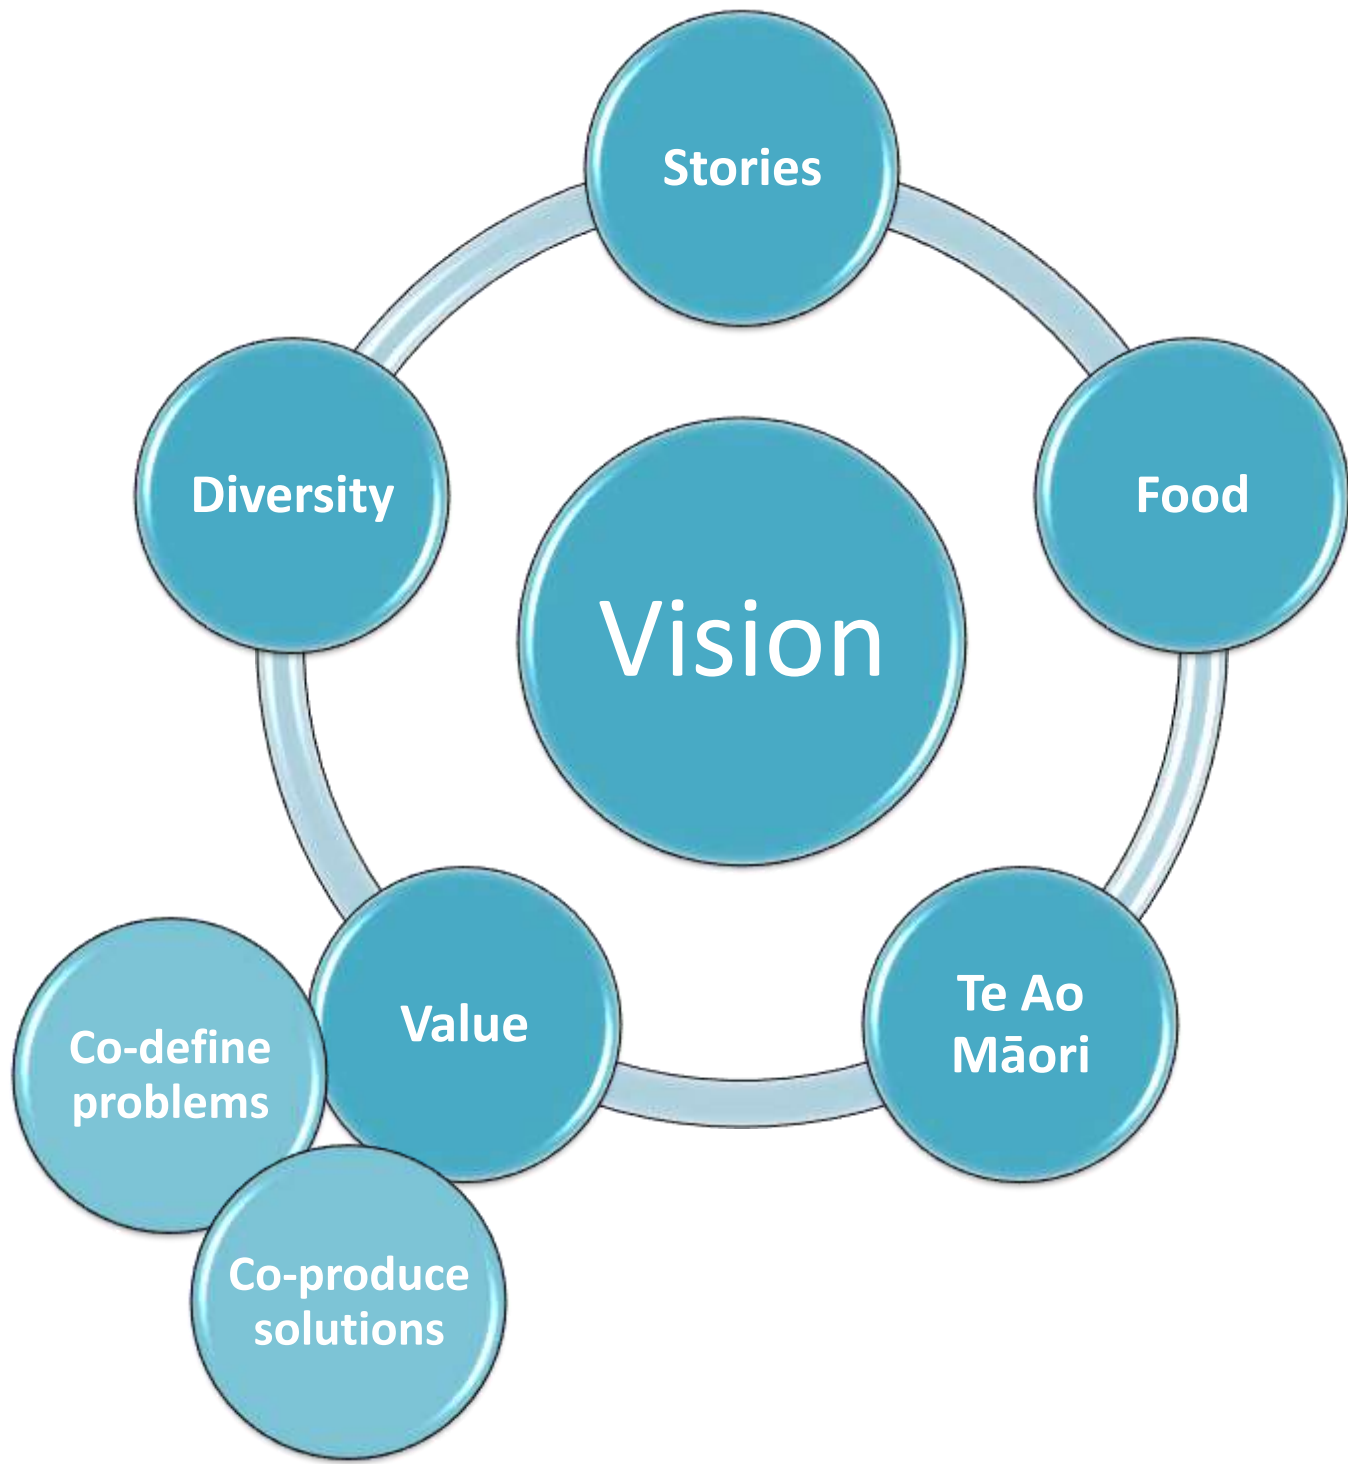 Stories
Diversity
Food
Vision
Te Ao
Māori
Value
Co-define
problems
Co-produce
solutions